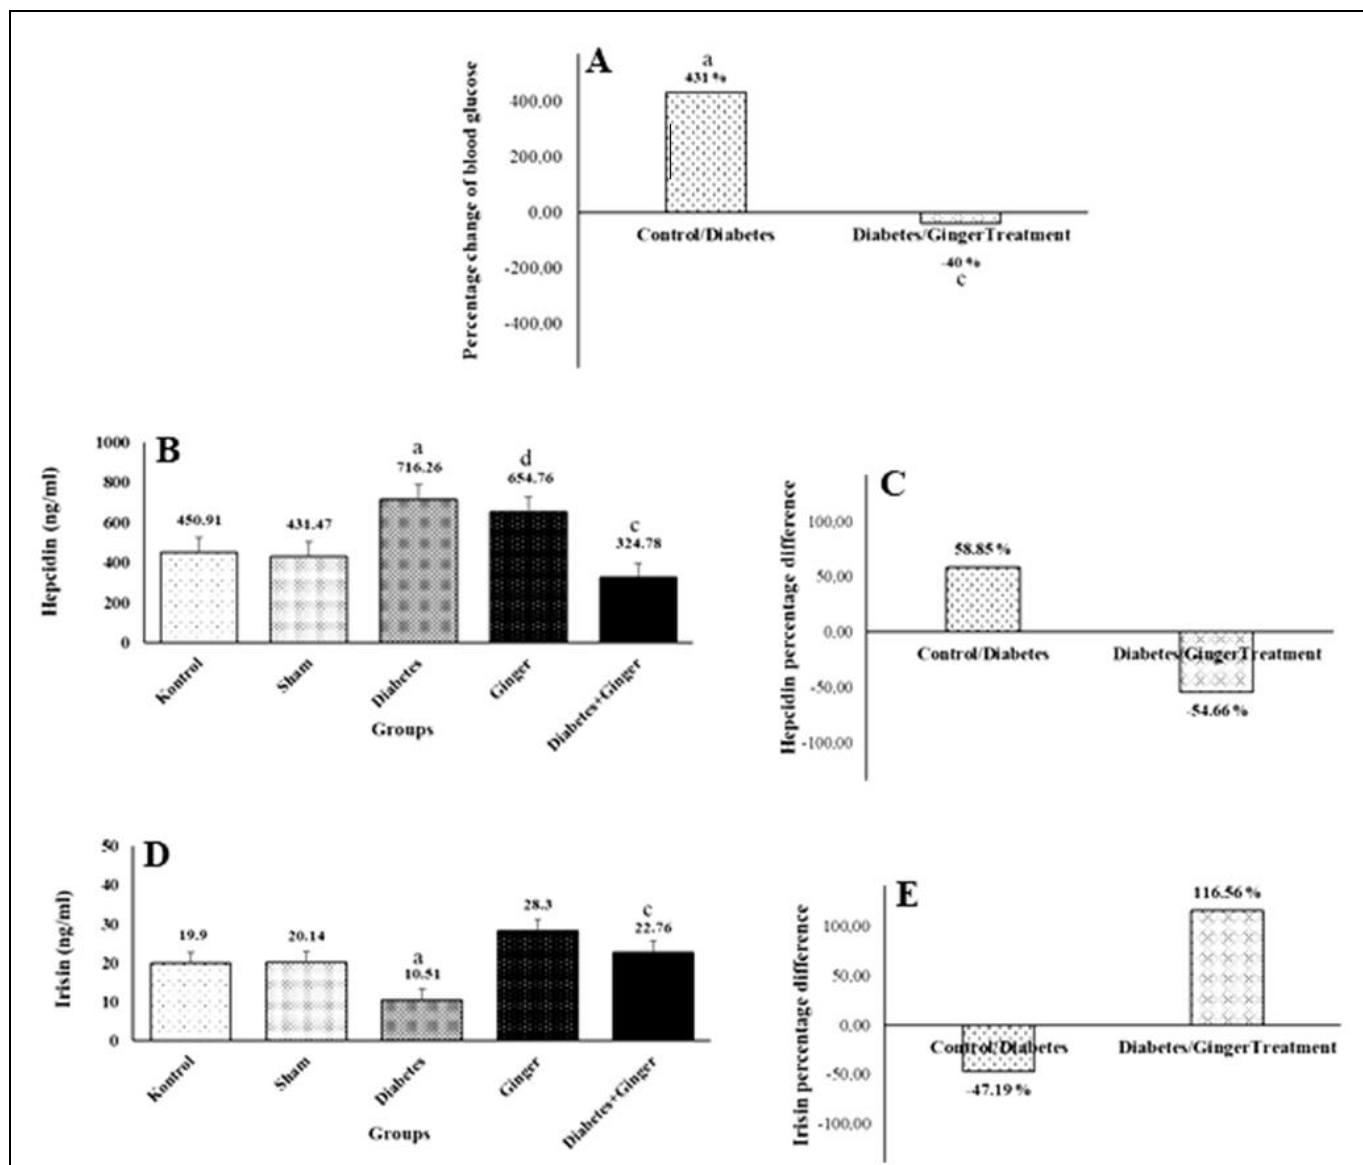 A
a
431 %
Percentage change of blood glucose
400,00
200,00
0,00
-200,00
-400,00
Control/Diabetes
Diabetes/GingerTreatment
-40 %
c
B
Hepcidin (ng/ml)
1000
800
600
400
200
0
450.91
431.47
a
716.26
d
654.76
c
324.78
Kontrol
Sham
Diabetes
Ginger
Diabetes+Ginger
Groups
C
Hepcidin percentage difference
100,00
50,00
0,00
-50,00
-100,00
58.85 %
Control/Diabetes
Diabetes/GingerTreatment
-54.66 %
D
Irisin (ng/ml)
50
40
30
20
10
0
19.9
20.14
a
10.51
28.3
c
22.76
Kontrol
Sham
Diabetes
Ginger
Diabetes+Ginger
Groups
E
Irisin percentage difference
100,00
50,00
0,00
-50,00
-100,00
116.56 %
Control/Diabetes
Diabetes/GingerTreatment
-47.19 %